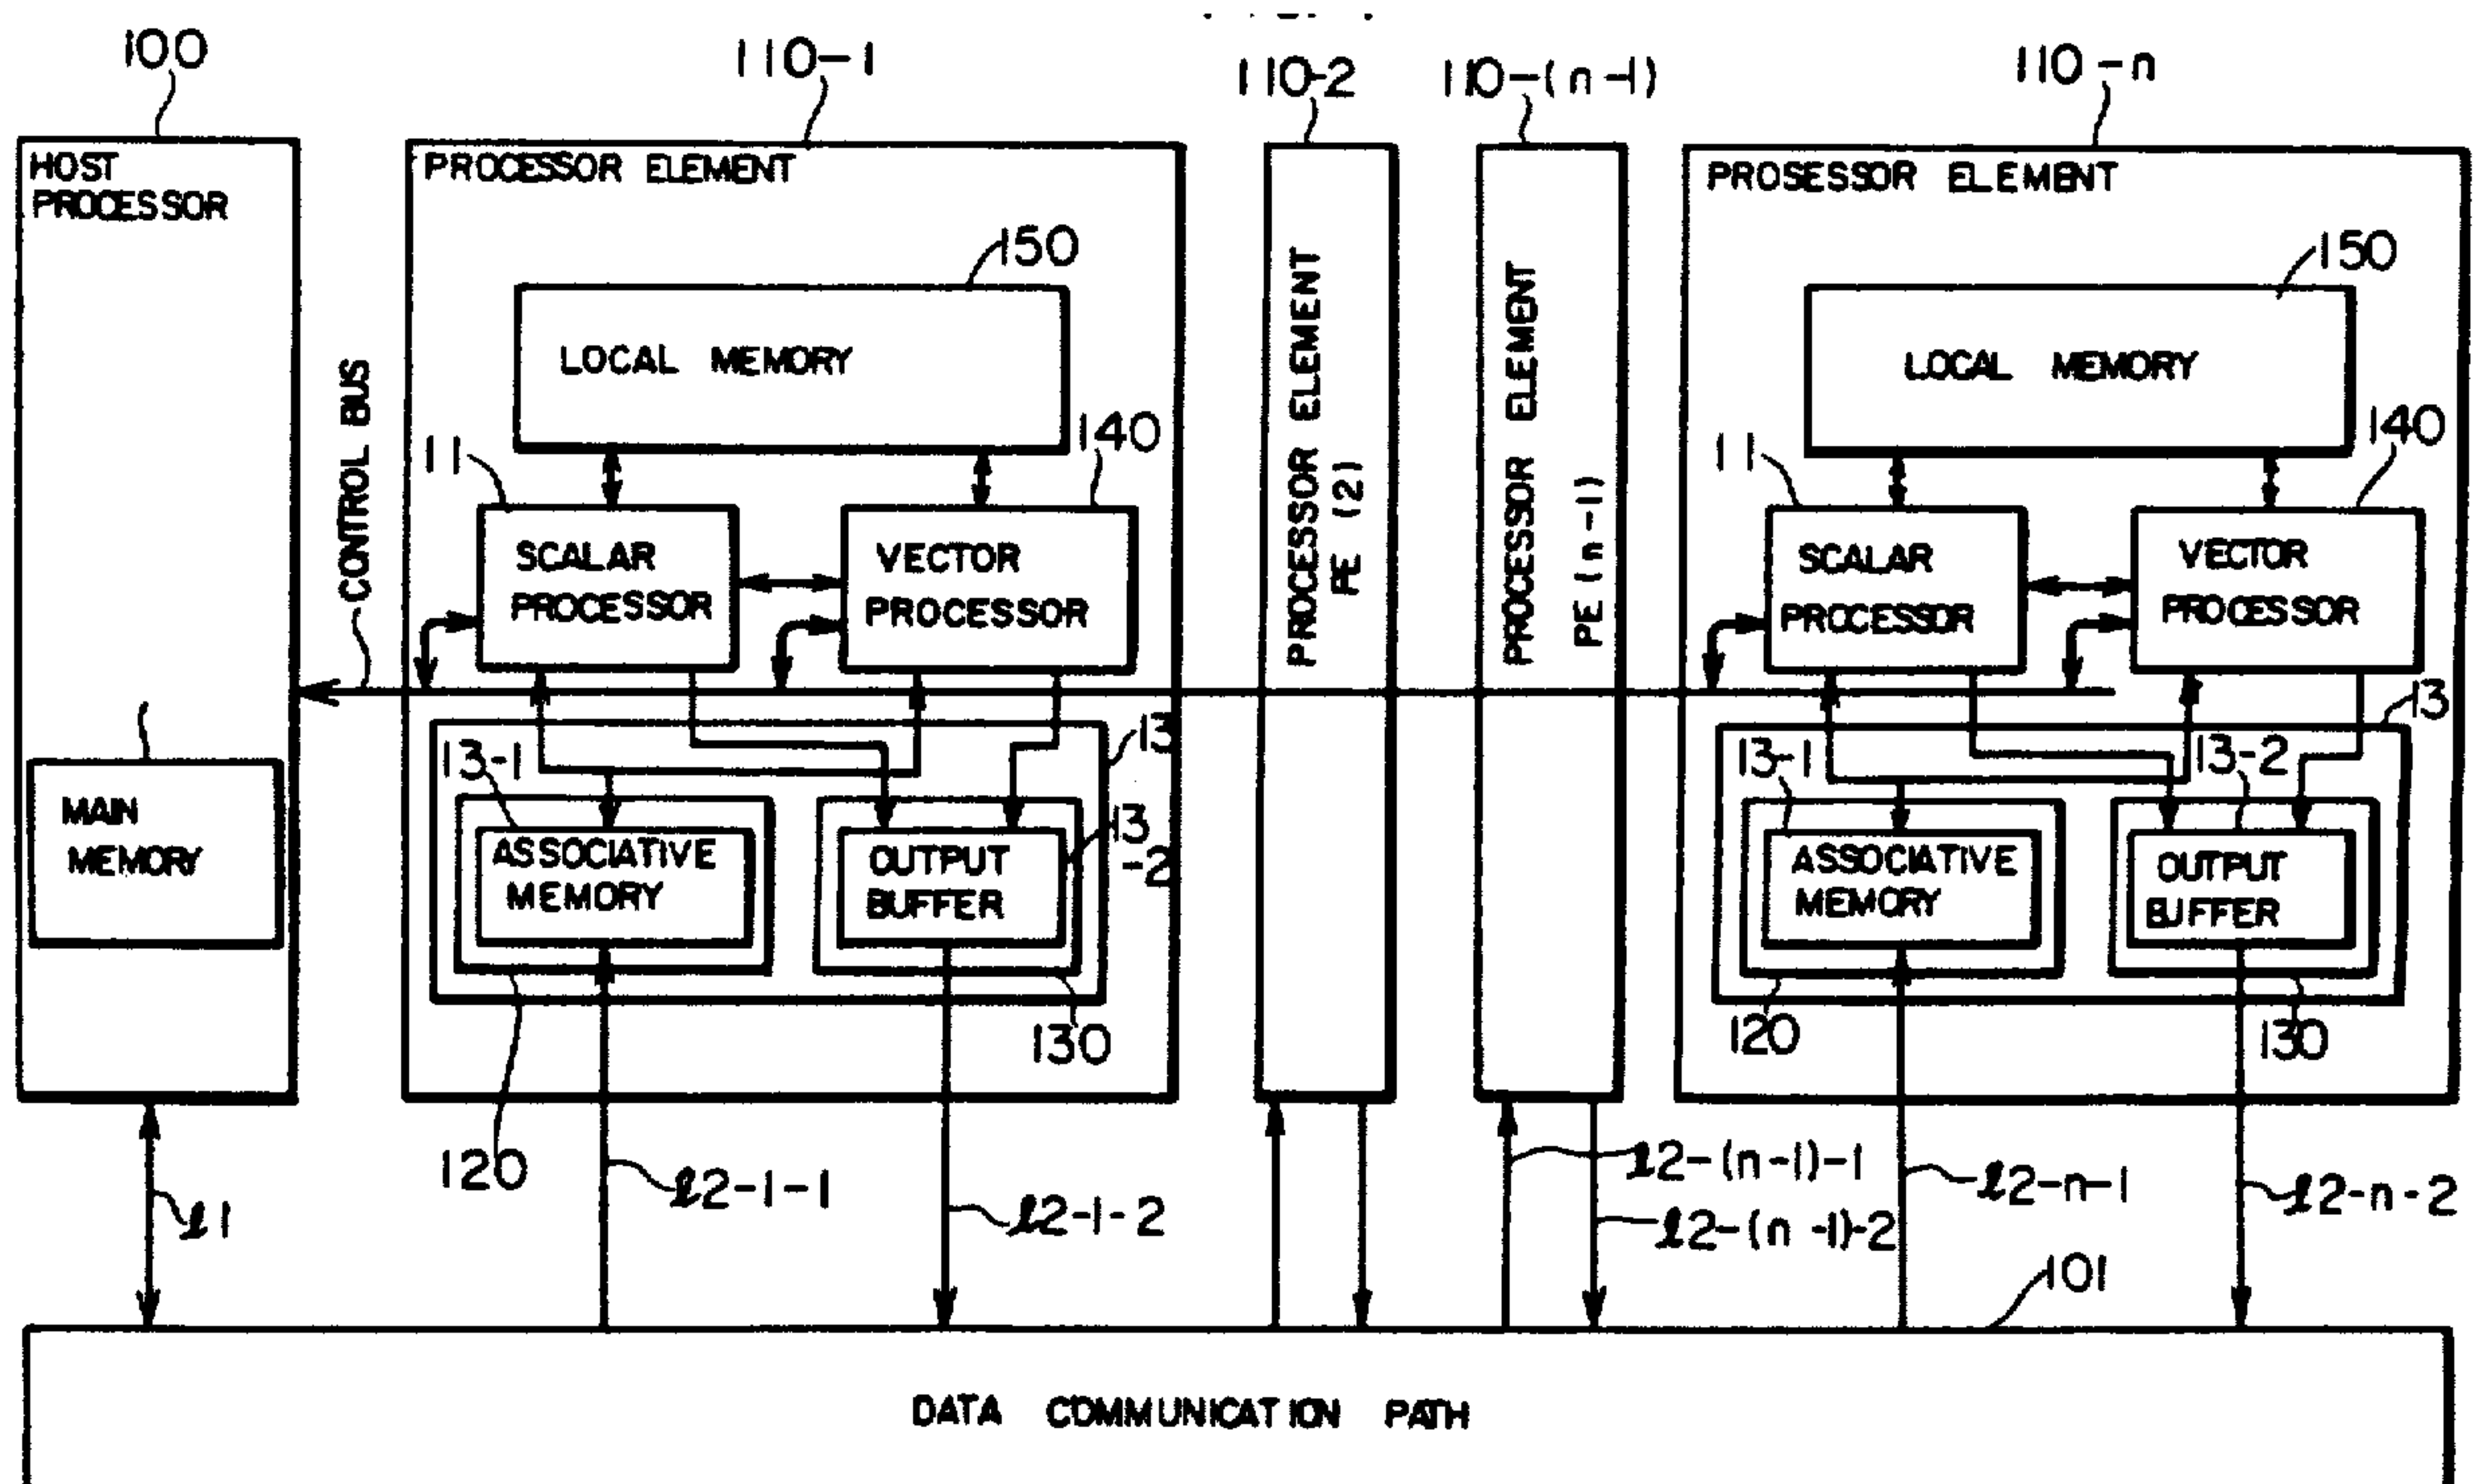 100
110-1
110-2
110-(n-1)
110-n
HOST
PROCESSOR
PROCESSOR ELEMENT
PROSESSOR ELEMENT
150
150
LOCAL MEMORY
LOCAL MEMORY
CONTROL BUS
PROCESSOR ELEMENT
PE (2)
PROCESSOR ELEMENT
PE (n-1)
11
140
11
140
SCALAR
PROCESSOR
VECTOR
PROCESSOR
SCALAR
PROCESSOR
VECTOR
PROCESSOR
13
13
13-1
13-1
13-2
MAIN
MEMORY
ASSOCIATIVE
MEMORY
OUTPUT
BUFFER
13
-2
ASSOCIATIVE
MEMORY
OUTPUT
BUFFER
130
120
130
120
ℓ1
ℓ2-1-1
ℓ2-1-2
ℓ2-(n-1)-1
ℓ2-(n-1)-2
ℓ2-n-1
ℓ2-n-2
101
DATA COMMUNICATION PATH